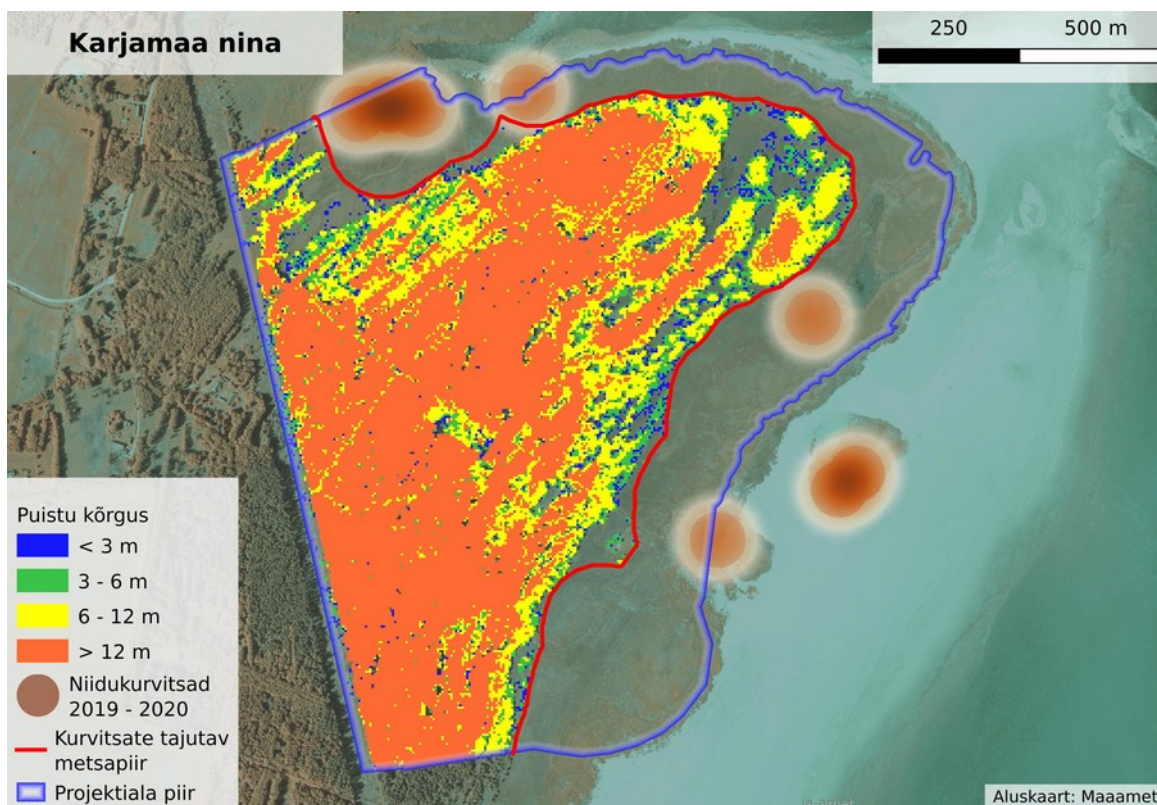 Karjamaa nina
250
500 m
Puistu kõrgus
< 3 m
3 - 6 m
6 - 12 m
> 12 m
Niidukurvitsad
2019 - 2020
Kurvitsate tajutav
metsapiir
Projektiala piir
Aluskaart: Maaamet